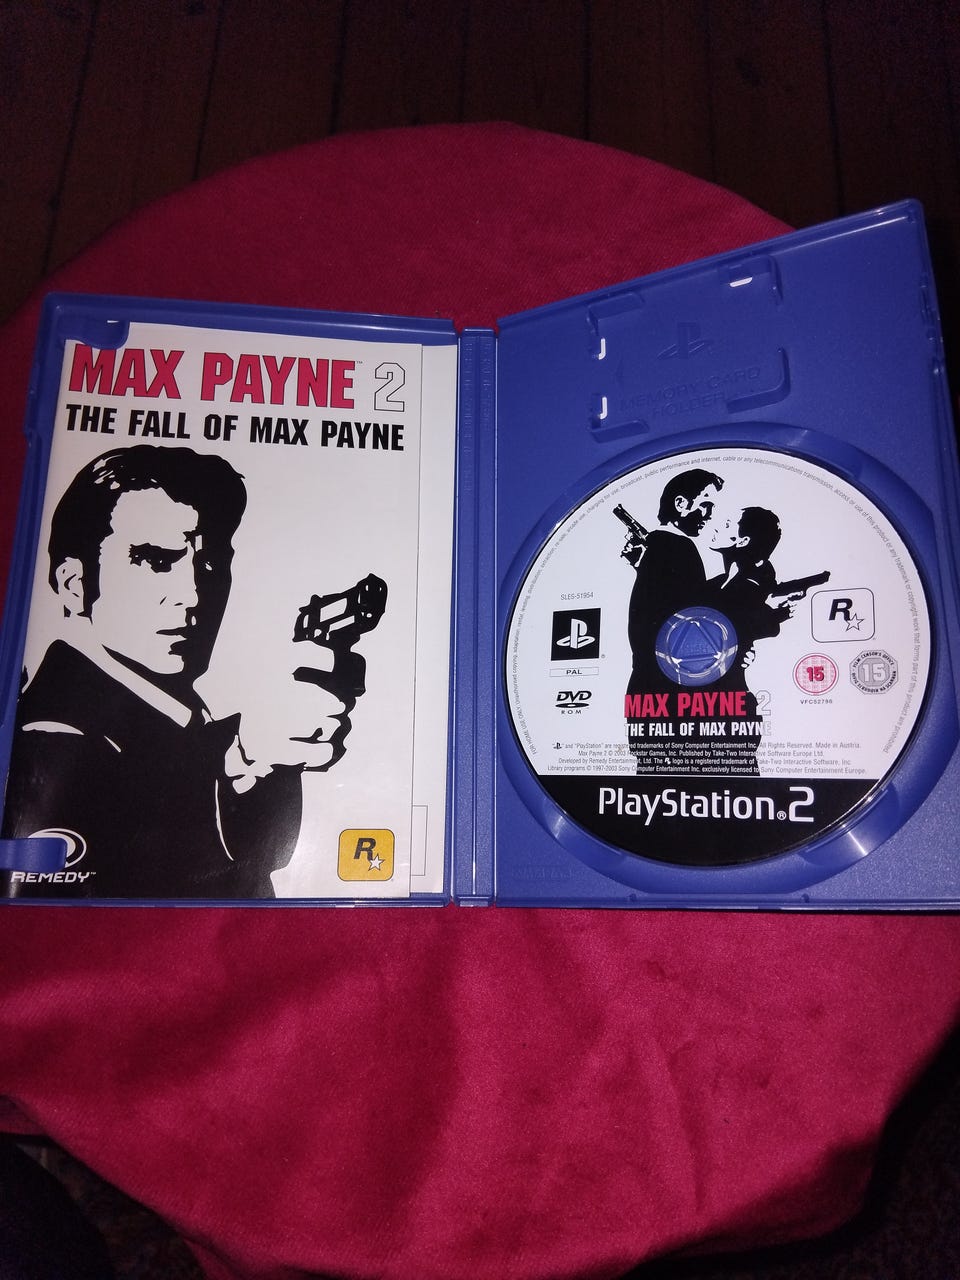 MAX PAYNE™ 2
THE FALL OF MAX PAYNE
REMEDY™
R
MEMORY CARD
HOLDER
SLES-51954
PAL
DVD
ROM
R
15
VFC52796
15
MAX PAYNE 2
THE FALL OF MAX PAYNE
"PS" and "PlayStation" are registered trademarks of Sony Computer Entertainment Inc. All Rights Reserved. Made in Austria.
Max Payne 2 © 2003 Rockstar Games, Inc. Published by Take-Two Interactive Software Europe Ltd.
Developed by Remedy Entertainment, Ltd. The R logo is a registered trademark of Take-Two Interactive Software, Inc.
Library programs © 1997-2003 Sony Computer Entertainment Inc. exclusively licensed to Sony Computer Entertainment Europe.
PlayStation®2